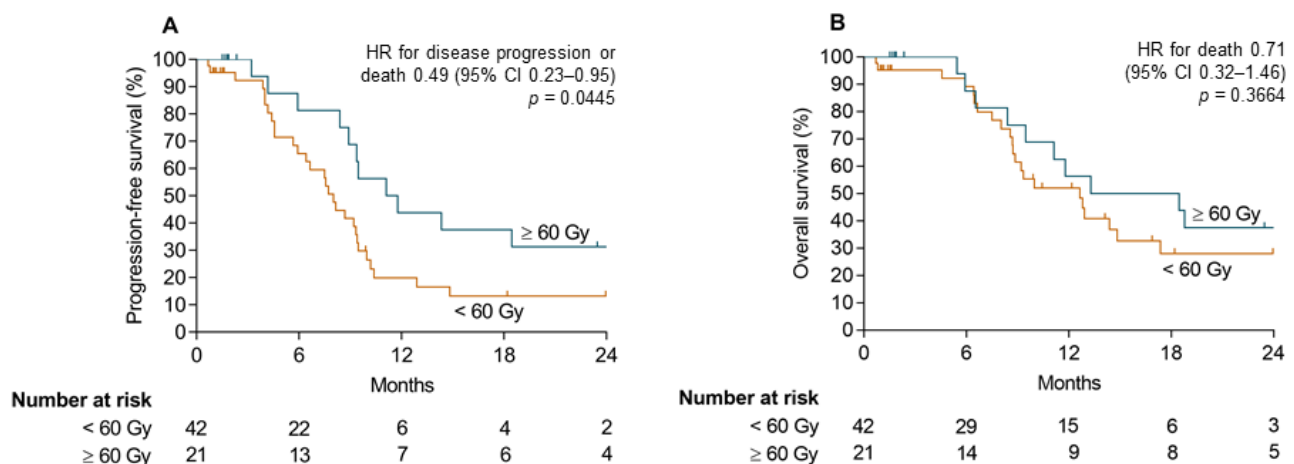 A
HR for disease progression or
death 0.49 (95% CI 0.23–0.95)
p = 0.0445
Progression-free survival (%)
100
90
80
70
60
50
40
30
20
10
0
≥ 60 Gy
< 60 Gy
0 6 12 18 24
Months
Number at risk
< 60 Gy 42 22 6 4 2
≥ 60 Gy 21 13 7 6 4
B
HR for death 0.71
(95% CI 0.32–1.46)
p = 0.3664
Overall survival (%)
100
90
80
70
60
50
40
30
20
10
0
≥ 60 Gy
< 60 Gy
0 6 12 18 24
Months
Number at risk
< 60 Gy 42 29 15 6 3
≥ 60 Gy 21 14 9 8 5